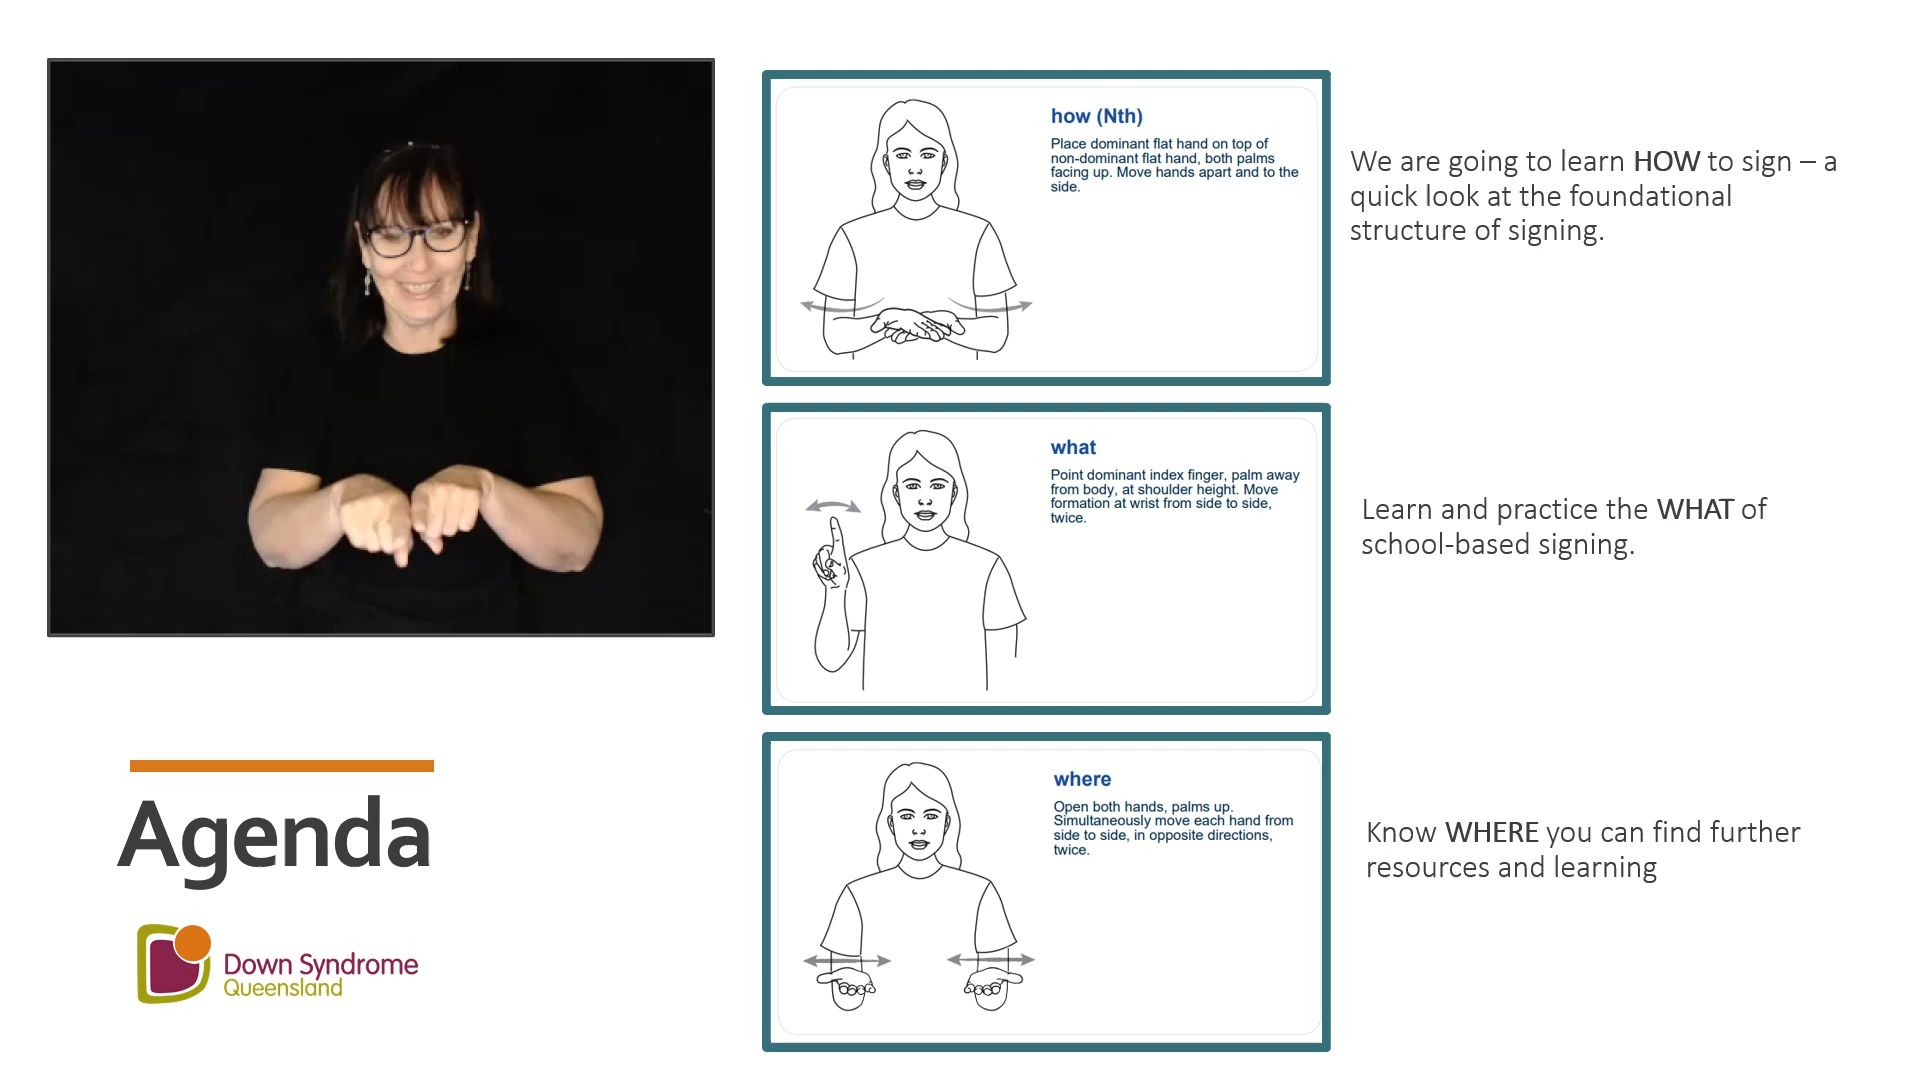 how (Nth)
Place dominant flat hand on top of
non-dominant flat hand, both palms
facing up. Move hands apart and to the
side.
We are going to learn HOW to sign – a
quick look at the foundational
structure of signing.
what
Point dominant index finger, palm away
from body, at shoulder height. Move
formation at wrist from side to side,
twice.
Learn and practice the WHAT of
school-based signing.
where
Open both hands, palms up.
Simultaneously move each hand from
side to side, in opposite directions,
twice.
Know WHERE you can find further
resources and learning
Agenda
Down Syndrome
Queensland